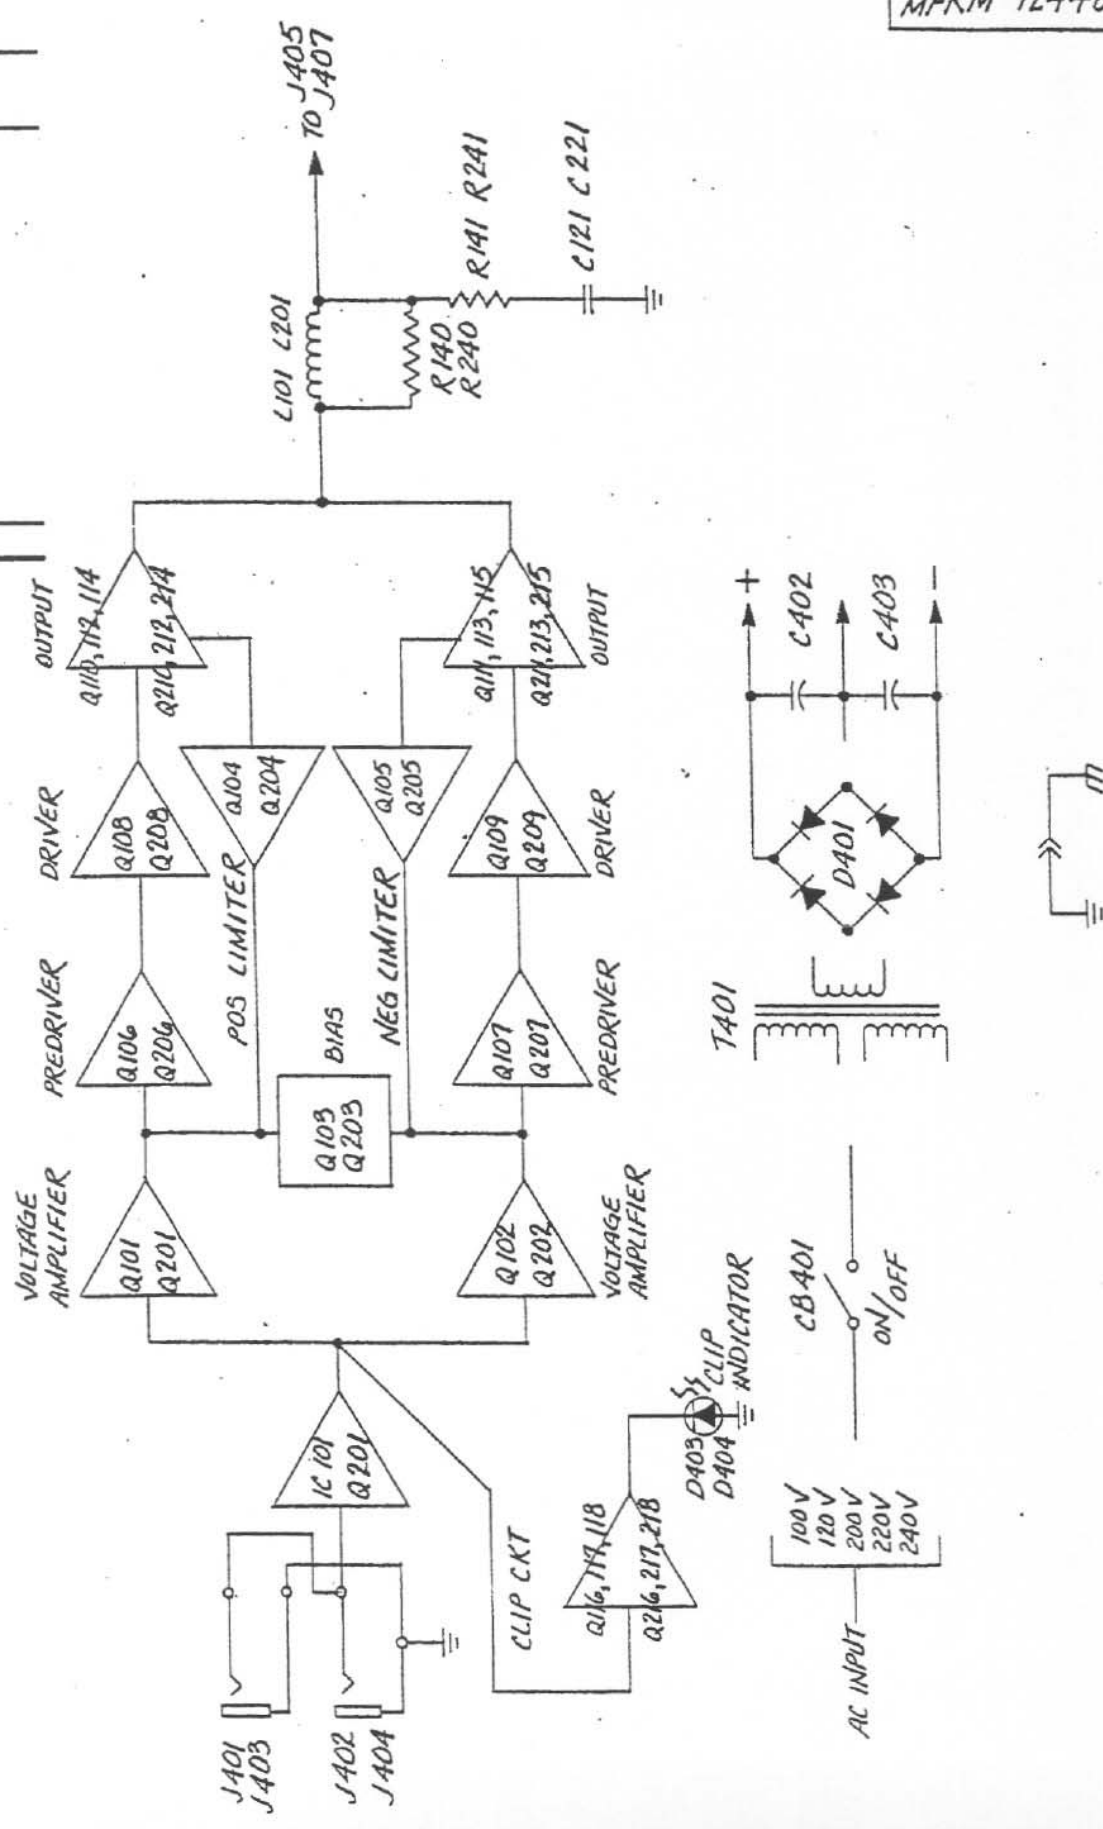 J401
J403
J402
J404
IC 101
Q201
VOLTAGE
AMPLIFIER
Q101
Q201
Q102
Q202
VOLTAGE
AMPLIFIER
PREDRIVER
Q106
Q206
POS LIMITER
BIAS
Q103
Q203
NEG LIMITER
Q107
Q207
PREDRIVER
DRIVER
Q108
Q208
Q104
Q204
Q105
Q205
Q109
Q209
DRIVER
OUTPUT
Q110, 112, 114
Q210, 212, 214
Q111, 113, 115
Q211, 213, 215
OUTPUT
L101 L201
R140
R240
TO J405
J407
R141 R241
C121 C221
CLIP CKT
Q116, 117, 118
Q216, 217, 218
D403
D404
CLIP
INDICATOR
AC INPUT
100V
120V
200V
220V
240V
CB401
ON/OFF
T401
D401
+
C402
C403
-